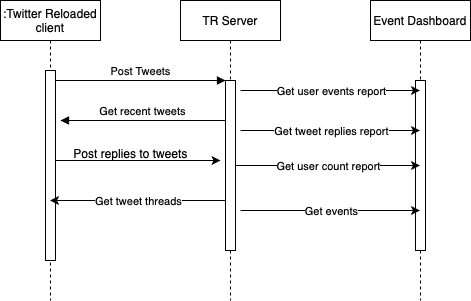 :Twitter Reloaded
client
TR Server
Event Dashboard
Post Tweets
Get user events report
Get recent tweets
Get tweet replies report
Post replies to tweets
Get user count report
Get tweet threads
Get events